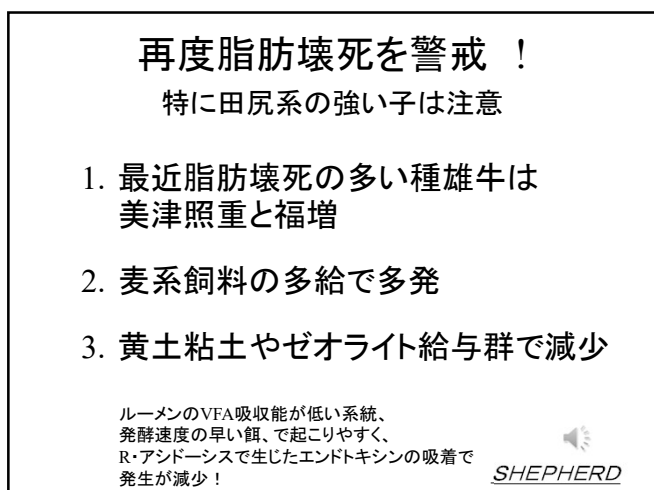 再度脂肪壊死を警戒 !
特に田尻系の強い子は注意
1. 最近脂肪壊死の多い種雄牛は
美津照重と福増
2. 麦系飼料の多給で多発
3. 黄土粘土やゼオライト給与群で減少
ルーメンのVFA吸収能が低い系統、
発酵速度の早い餌、で起こりやすく、
R・アシドーシスで生じたエンドトキシンの吸着で
発生が減少!
SHEPHERD